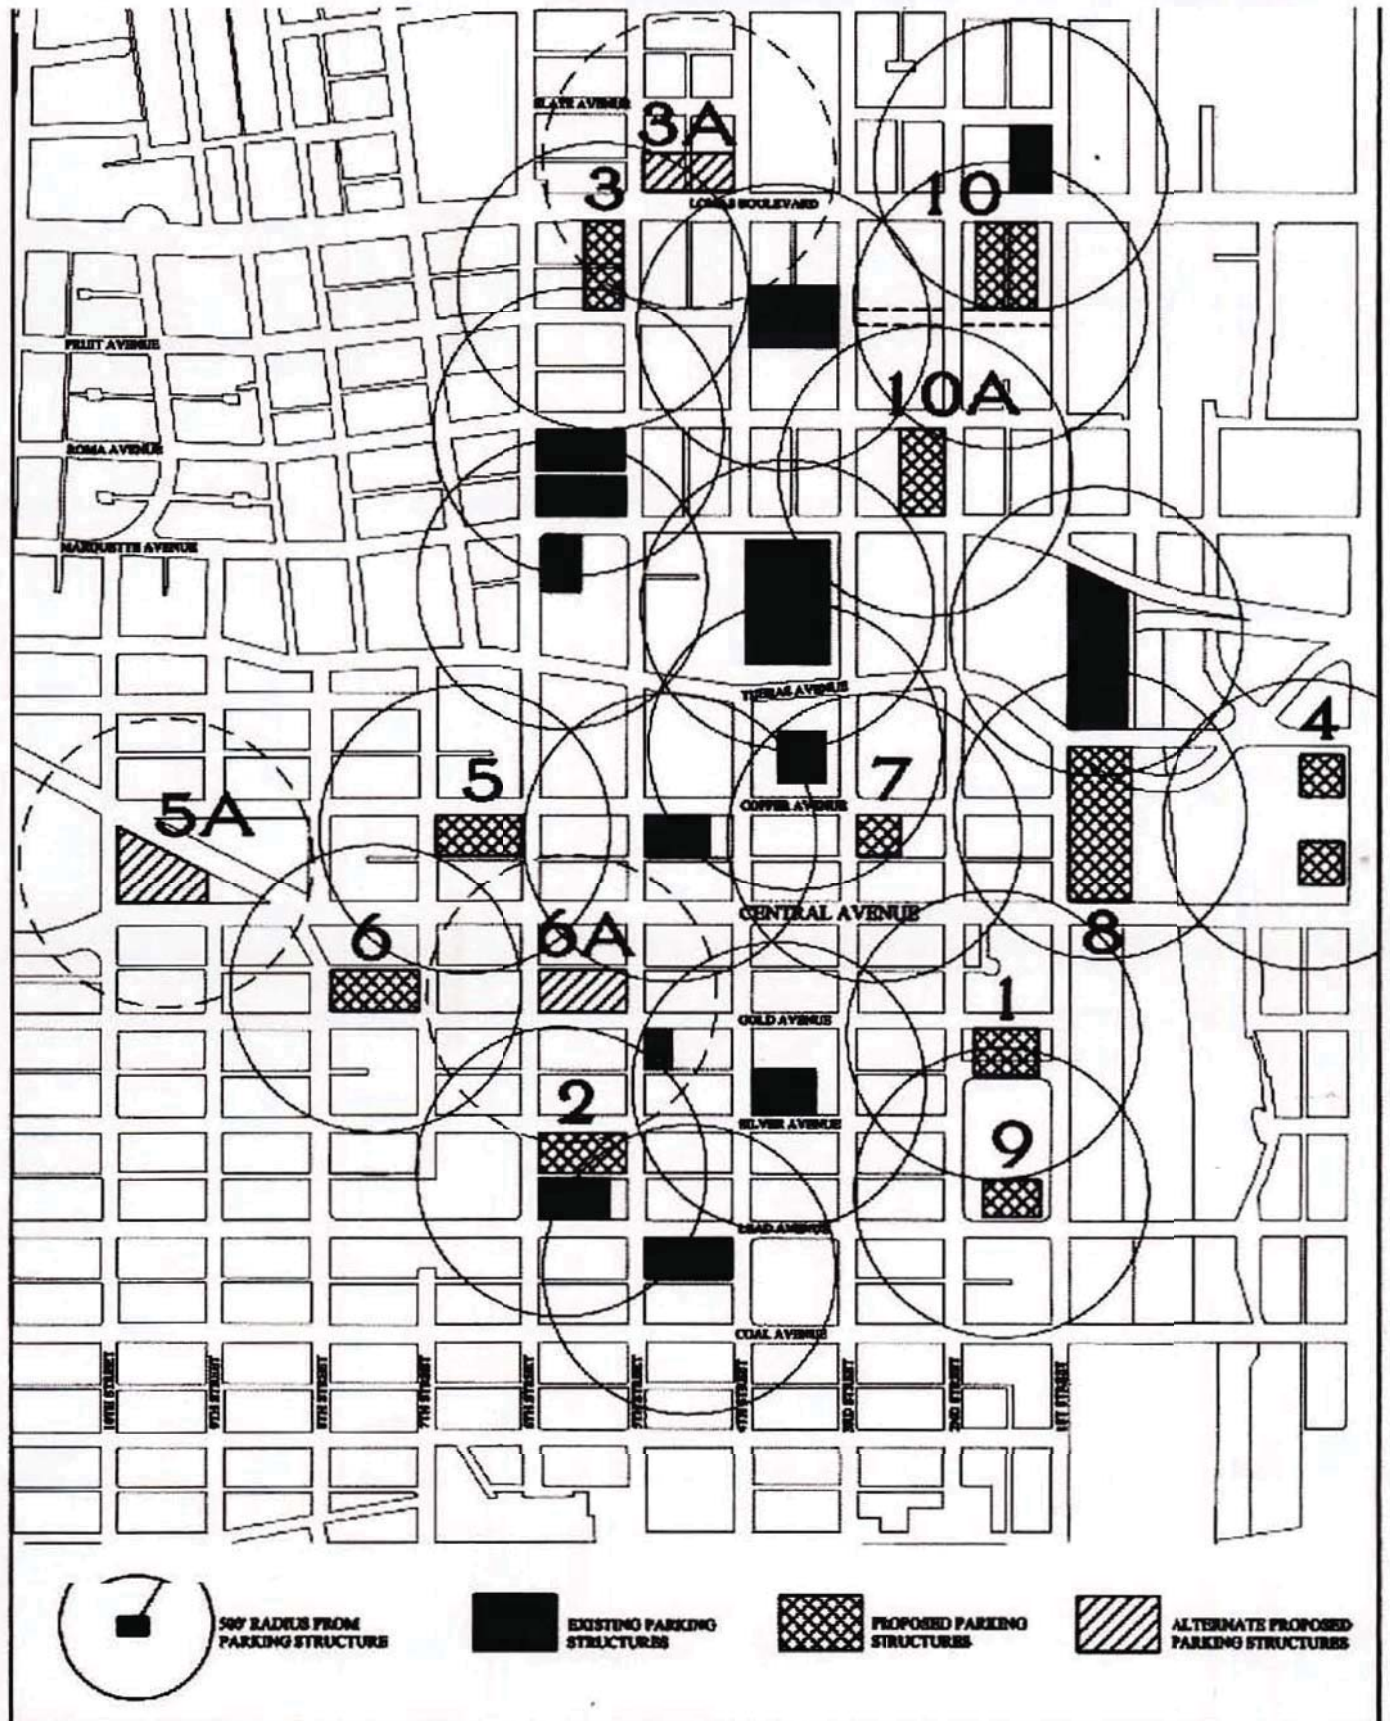 SLATE AVENUE
3A
3
LOMAS BOULEVARD
10
FRUIT AVENUE
10A
ROMA AVENUE
MARQUETTE AVENUE
TIJERAS AVENUE
4
5
7
COPPER AVENUE
5A
CENTRAL AVENUE
6
6A
8
1
GOLD AVENUE
2
SILVER AVENUE
9
LEAD AVENUE
COAL AVENUE
10TH STREET
9TH STREET
8TH STREET
7TH STREET
6TH STREET
5TH STREET
4TH STREET
3RD STREET
2ND STREET
1ST STREET
500' RADIUS FROM
PARKING STRUCTURE
EXISTING PARKING
STRUCTURES
PROPOSED PARKING
STRUCTURES
ALTERNATE PROPOSED
PARKING STRUCTURES